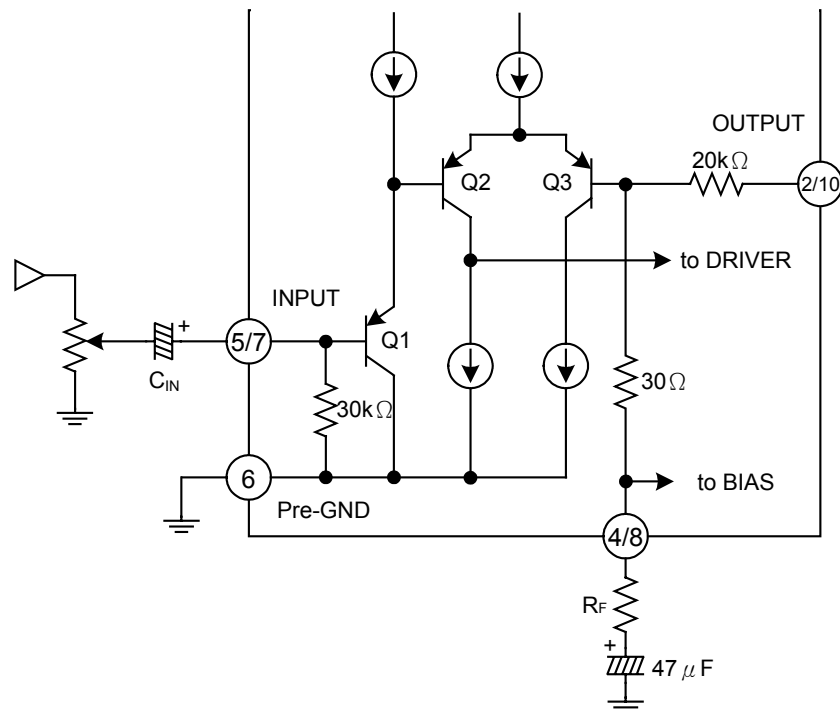 OUTPUT
20kΩ
Q2
Q3
2/10
to DRIVER
INPUT
5/7
Q1
+
CIN
30kΩ
30Ω
6
Pre-GND
to BIAS
4/8
RF
+
47μF